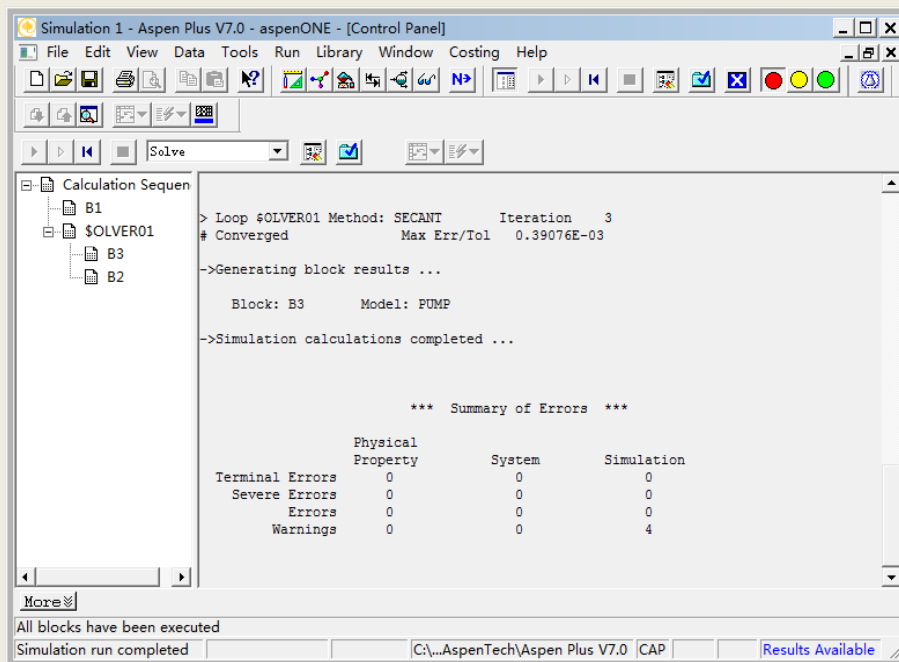 Simulation 1 - Aspen Plus V7.0 - aspenONE - [Control Panel]
File Edit View Data Tools Run Library Window Costing Help
N
Solve
Calculation Sequen
B1
$OLVER01
B3
B2
> Loop $OLVER01 Method: SECANT Iteration 3
# Converged Max Err/Tol 0.39076E-03
->Generating block results ...
Block: B3 Model: PUMP
->Simulation calculations completed ...
*** Summary of Errors ***
Physical
Property System Simulation
Terminal Errors 0 0 0
Severe Errors 0 0 0
Errors 0 0 0
Warnings 0 0 4
More
All blocks have been executed
Simulation run completed C:\...AspenTech\Aspen Plus V7.0 CAP Results Available